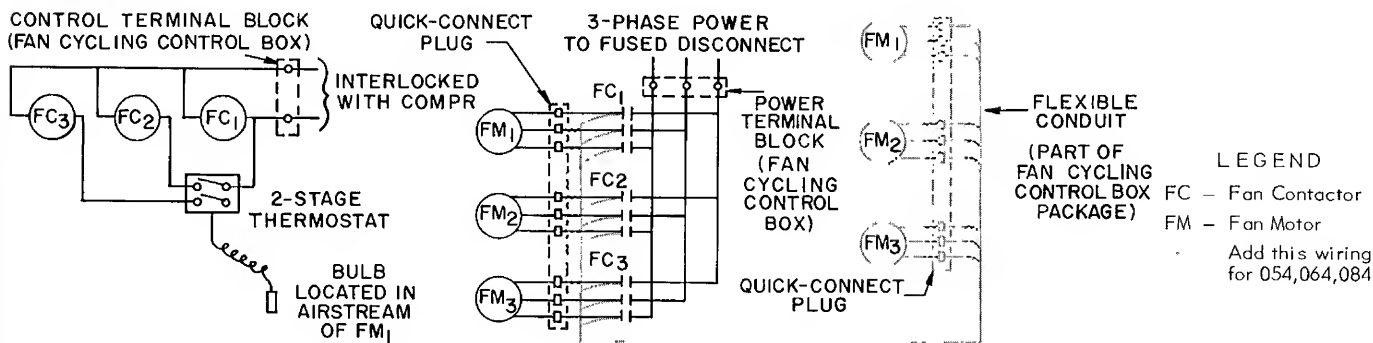 CONTROL TERMINAL BLOCK
(FAN CYCLING CONTROL BOX)
INTERLOCKED
WITH COMPR
FC3
FC2
FC1
2-STAGE
THERMOSTAT
BULB
LOCATED IN
AIRSTREAM
OF FM1
QUICK-CONNECT
PLUG
3-PHASE POWER
TO FUSED DISCONNECT
FC1
FM1
FC2
FM2
FC3
FM3
POWER
TERMINAL
BLOCK
(FAN
CYCLING
CONTROL
BOX)
FM1
FM2
FM3
QUICK-CONNECT
PLUG
FLEXIBLE
CONDUIT
(PART OF
FAN CYCLING
CONTROL BOX
PACKAGE)
LEGEND
FC – Fan Contactor
FM – Fan Motor
Add this wiring
for 054,064,084